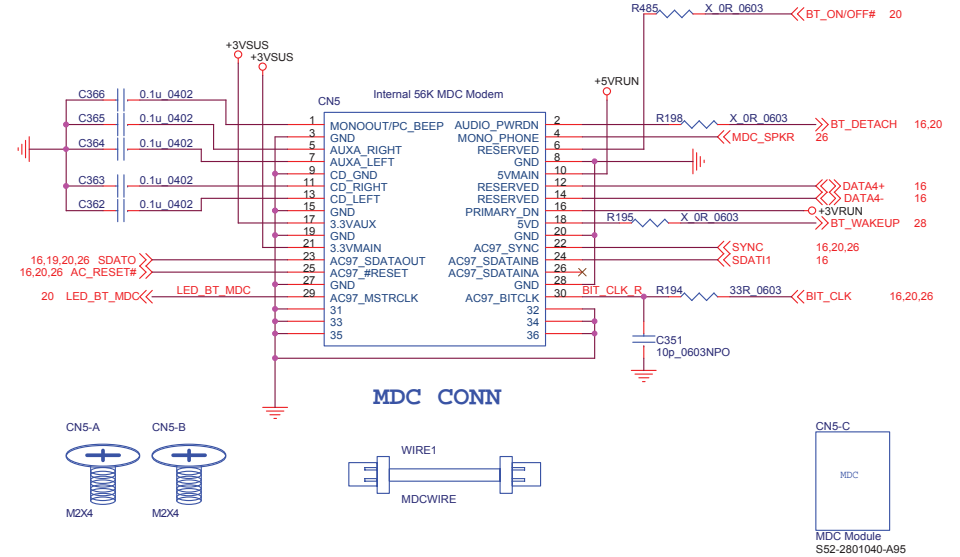 R485 X_0R_0603 BT_ON/OFF# 20
+3VSUS
+3VSUS
+5VRUN
C366 0.1u_0402
C365 0.1u_0402
C364 0.1u_0402
C363 0.1u_0402
C362 0.1u_0402
CN5 Internal 56K MDC Modem
1 MONOOUT/PC_BEEP AUDIO_PWRDN 2 R198 X_0R_0603 BT_DETACH 16,20
3 GND MONO_PHONE 4 MDC_SPKR 26
5 AUXA_RIGHT RESERVED 6
7 AUXA_LEFT GND 8
9 CD_GND 5VMAIN 10
11 CD_RIGHT RESERVED 12 DATA4+ 16
13 CD_LEFT RESERVED 14 DATA4- 16
15 GND PRIMARY_DN 16 +3VRUN
17 3.3VAUX 5VD 18 R195 X_0R_0603 BT_WAKEUP 28
19 GND GND 20
21 3.3VMAIN AC97_SYNC 22 SYNC 16,20,26
16,19,20,26 SDATO 23 AC97_SDATAOUT AC97_SDATAINB 24 SDATI1 16
16,20,26 AC_RESET# 25 AC97_#RESET AC97_SDATAINA 26
27 GND GND 28
20 LED_BT_MDC LED_BT_MDC 29 AC97_MSTRCLK AC97_BITCLK 30 BIT_CLK_R R194 33R_0603 BIT_CLK 16,20,26
31 32
33 34
35 36
C351
10p_0603NPO
MDC CONN
CN5-A
M2X4
CN5-B
M2X4
WIRE1
MDCWIRE
CN5-C
MDC
MDC Module
S52-2801040-A95